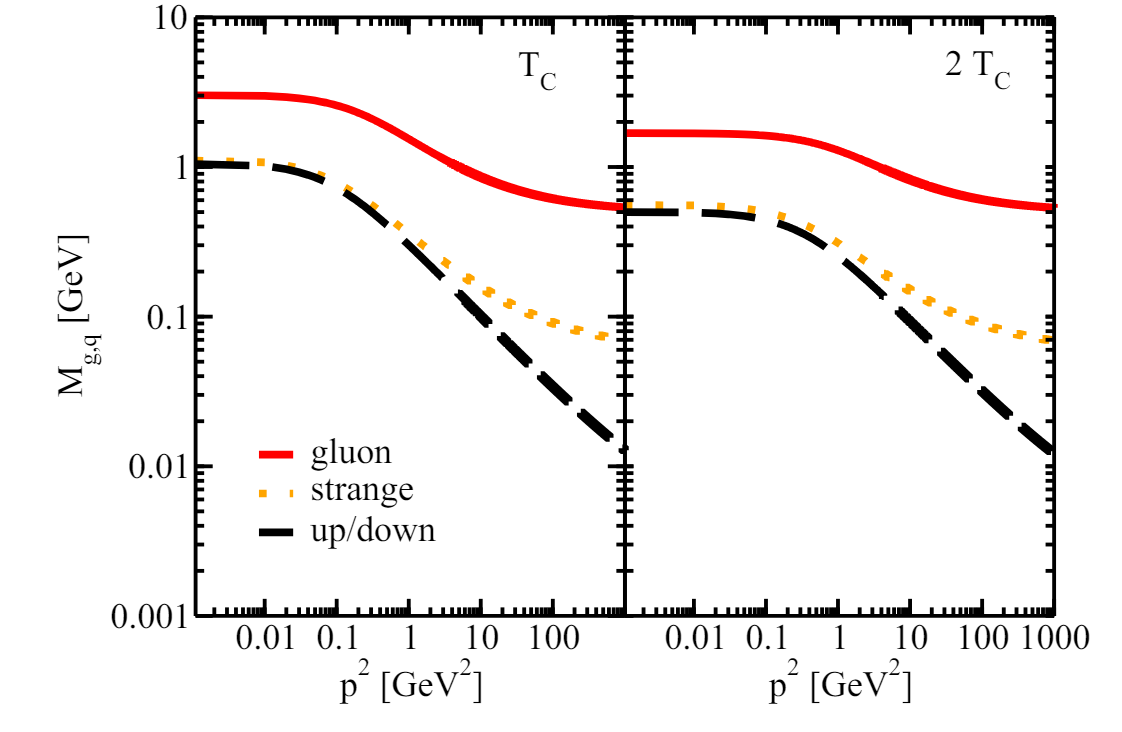 10
1
0.1
0.01
0.001
M_{g,q} [GeV]
T_C
2 T_C
gluon
strange
up/down
0.01 0.1 1 10 100
0.01 0.1 1 10 100 1000
p^2 [GeV^2]
p^2 [GeV^2]